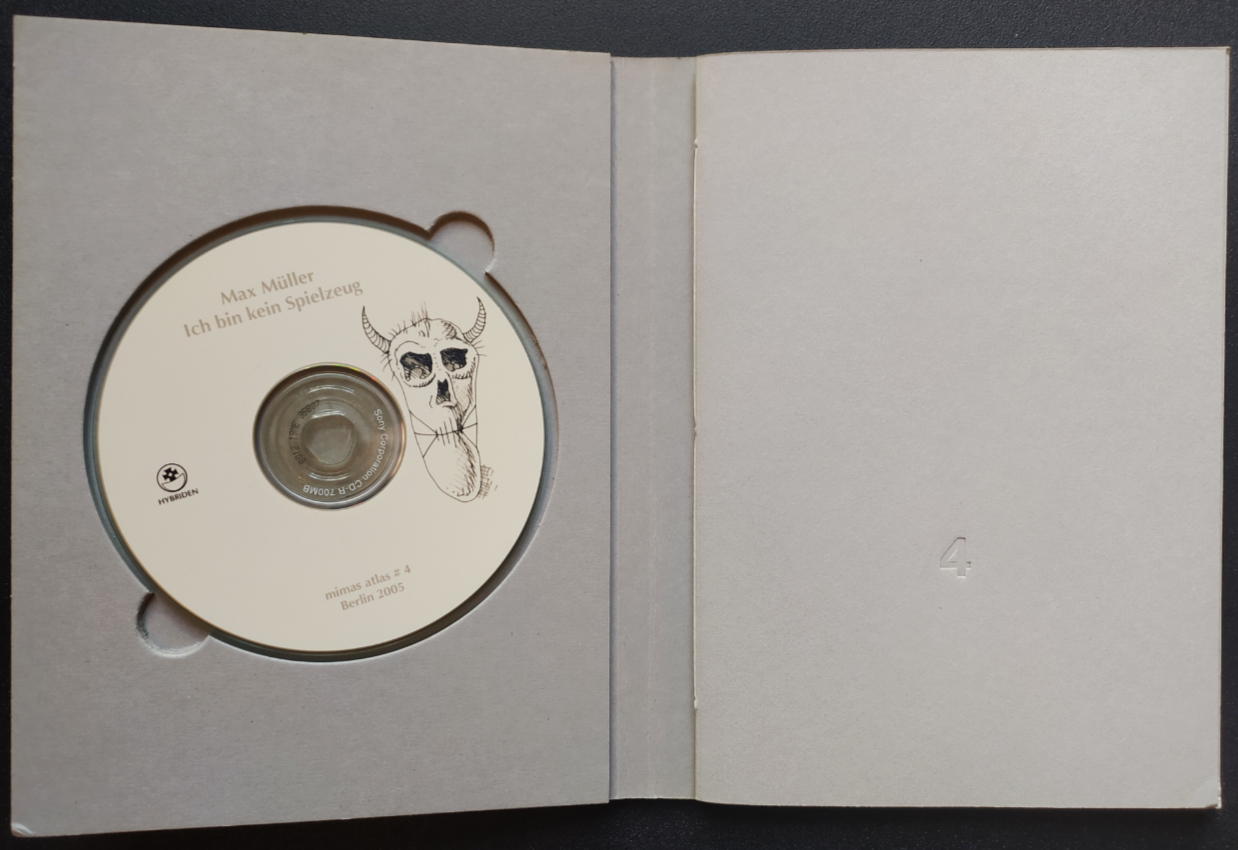 Max Müller
Ich bin kein Spielzeug
Sony Corporation CD-R 700MB
HYBRIDEN
mimas atlas # 4
Berlin 2005
4